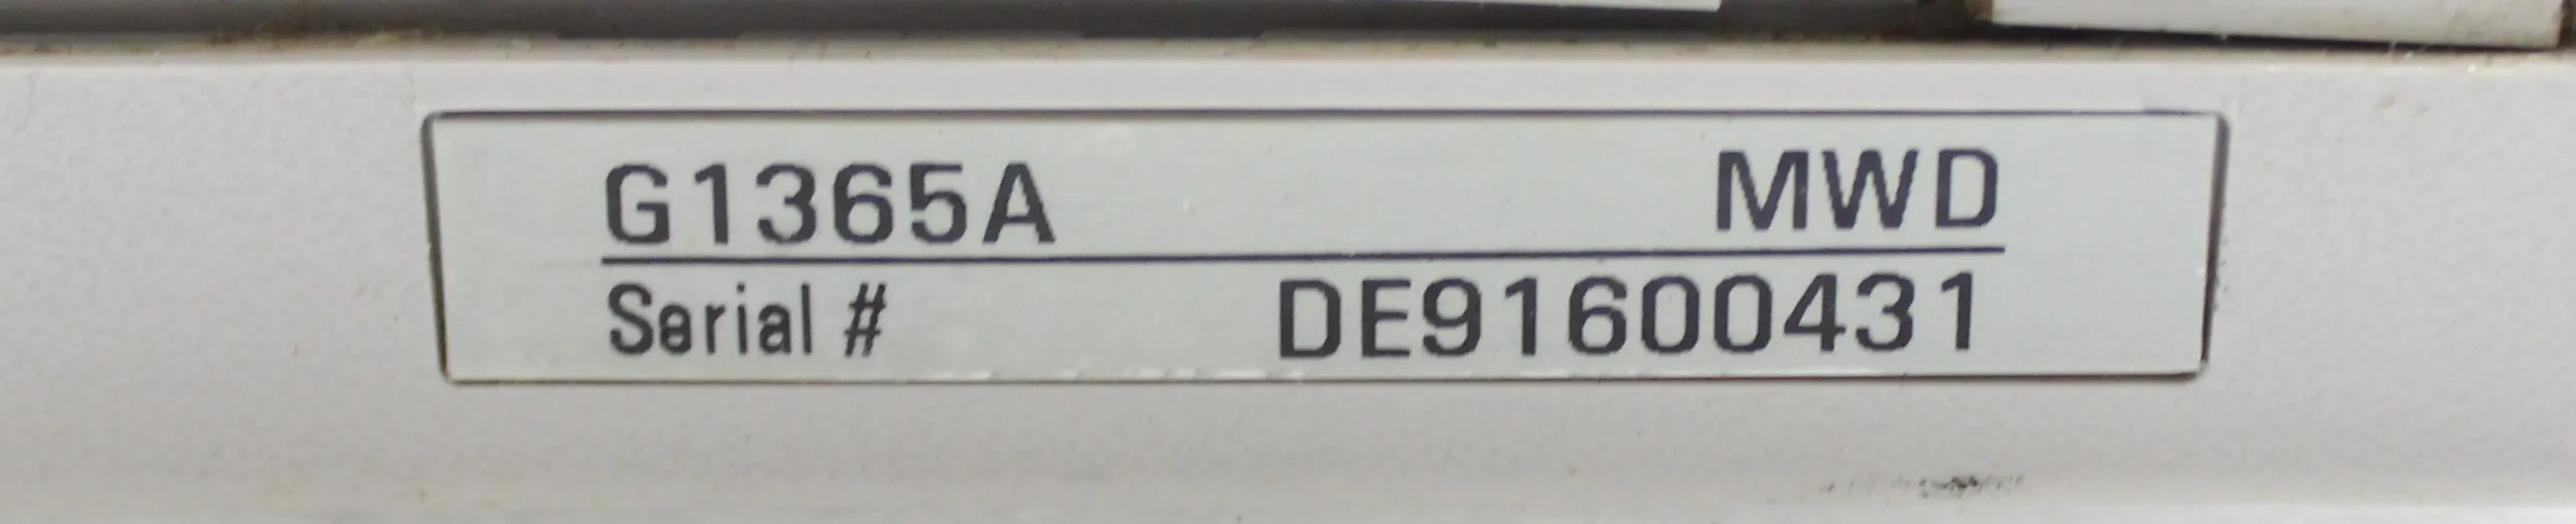 G1365A MWD
Serial # DE91600431